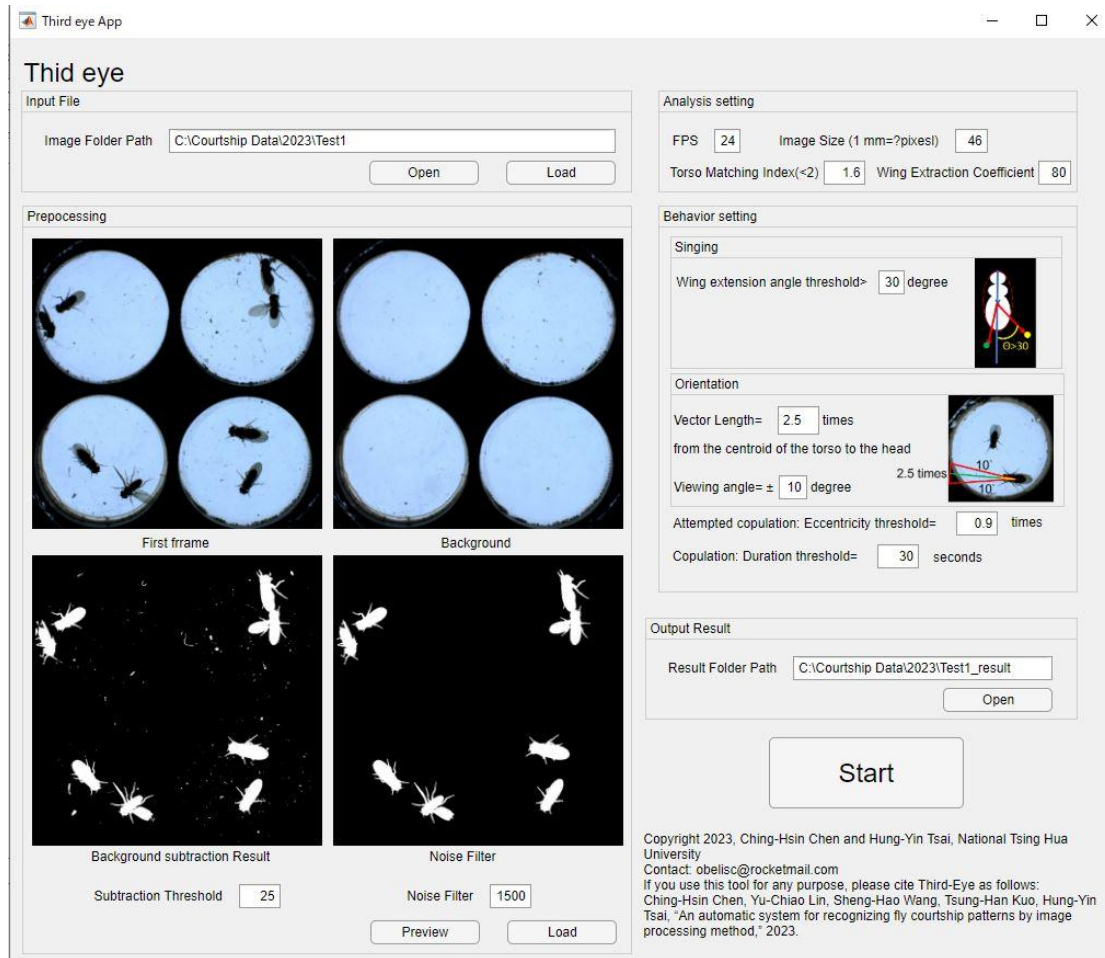 Third eye App
Thid eye
Input File
Image Folder Path C:\Courtship Data\2023\Test1
Open Load
Prepocessing
First frrame Background
Background subtraction Result Noise Filter
Subtraction Threshold 25 Noise Filter 1500
Preview Load
Analysis setting
FPS 24 Image Size (1 mm=?pixesl) 46
Torso Matching Index(<2) 1.6 Wing Extraction Coefficient 80
Behavior setting
Singing
Wing extension angle threshold> 30 degree
Θ>30
Orientation
Vector Length= 2.5 times
from the centroid of the torso to the head
10°
2.5 times
10°
Viewing angle= ± 10 degree
Attempted copulation: Eccentricity threshold= 0.9 times
Copulation: Duration threshold= 30 seconds
Output Result
Result Folder Path C:\Courtship Data\2023\Test1_result
Open
Start
Copyright 2023, Ching-Hsin Chen and Hung-Yin Tsai, National Tsing Hua
University
Contact: obelisc@rocketmail.com
If you use this tool for any purpose, please cite Third-Eye as follows:
Ching-Hsin Chen, Yu-Chiao Lin, Sheng-Hao Wang, Tsung-Han Kuo, Hung-Yin
Tsai, “An automatic system for recognizing fly courtship patterns by image
processing method,” 2023.